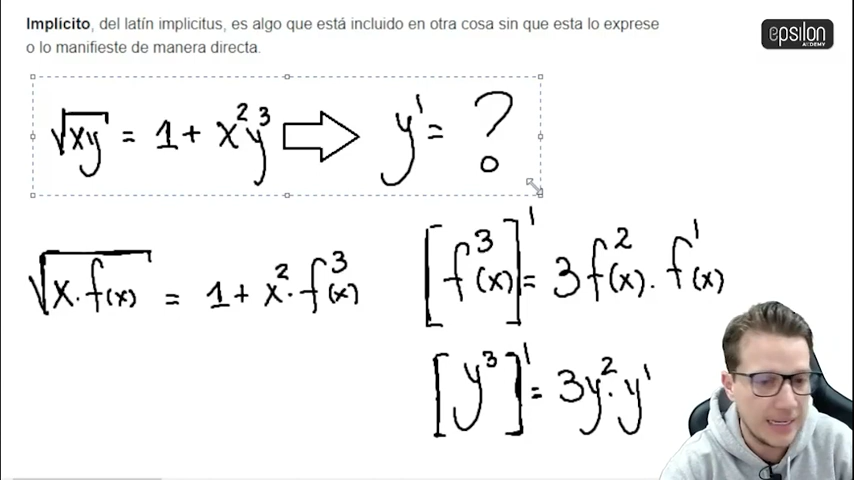 Implícito, del latín implicitus, es algo que está incluido en otra cosa sin que esta lo exprese
o lo manifieste de manera directa.
epsilon
ACADEMY
√xy = 1 + x²y³ ⇒ y' = ?
√x·f(x) = 1 + x²·f³(x)
[f³(x)]' = 3f²(x)·f'(x)
[y³]' = 3y²·y'